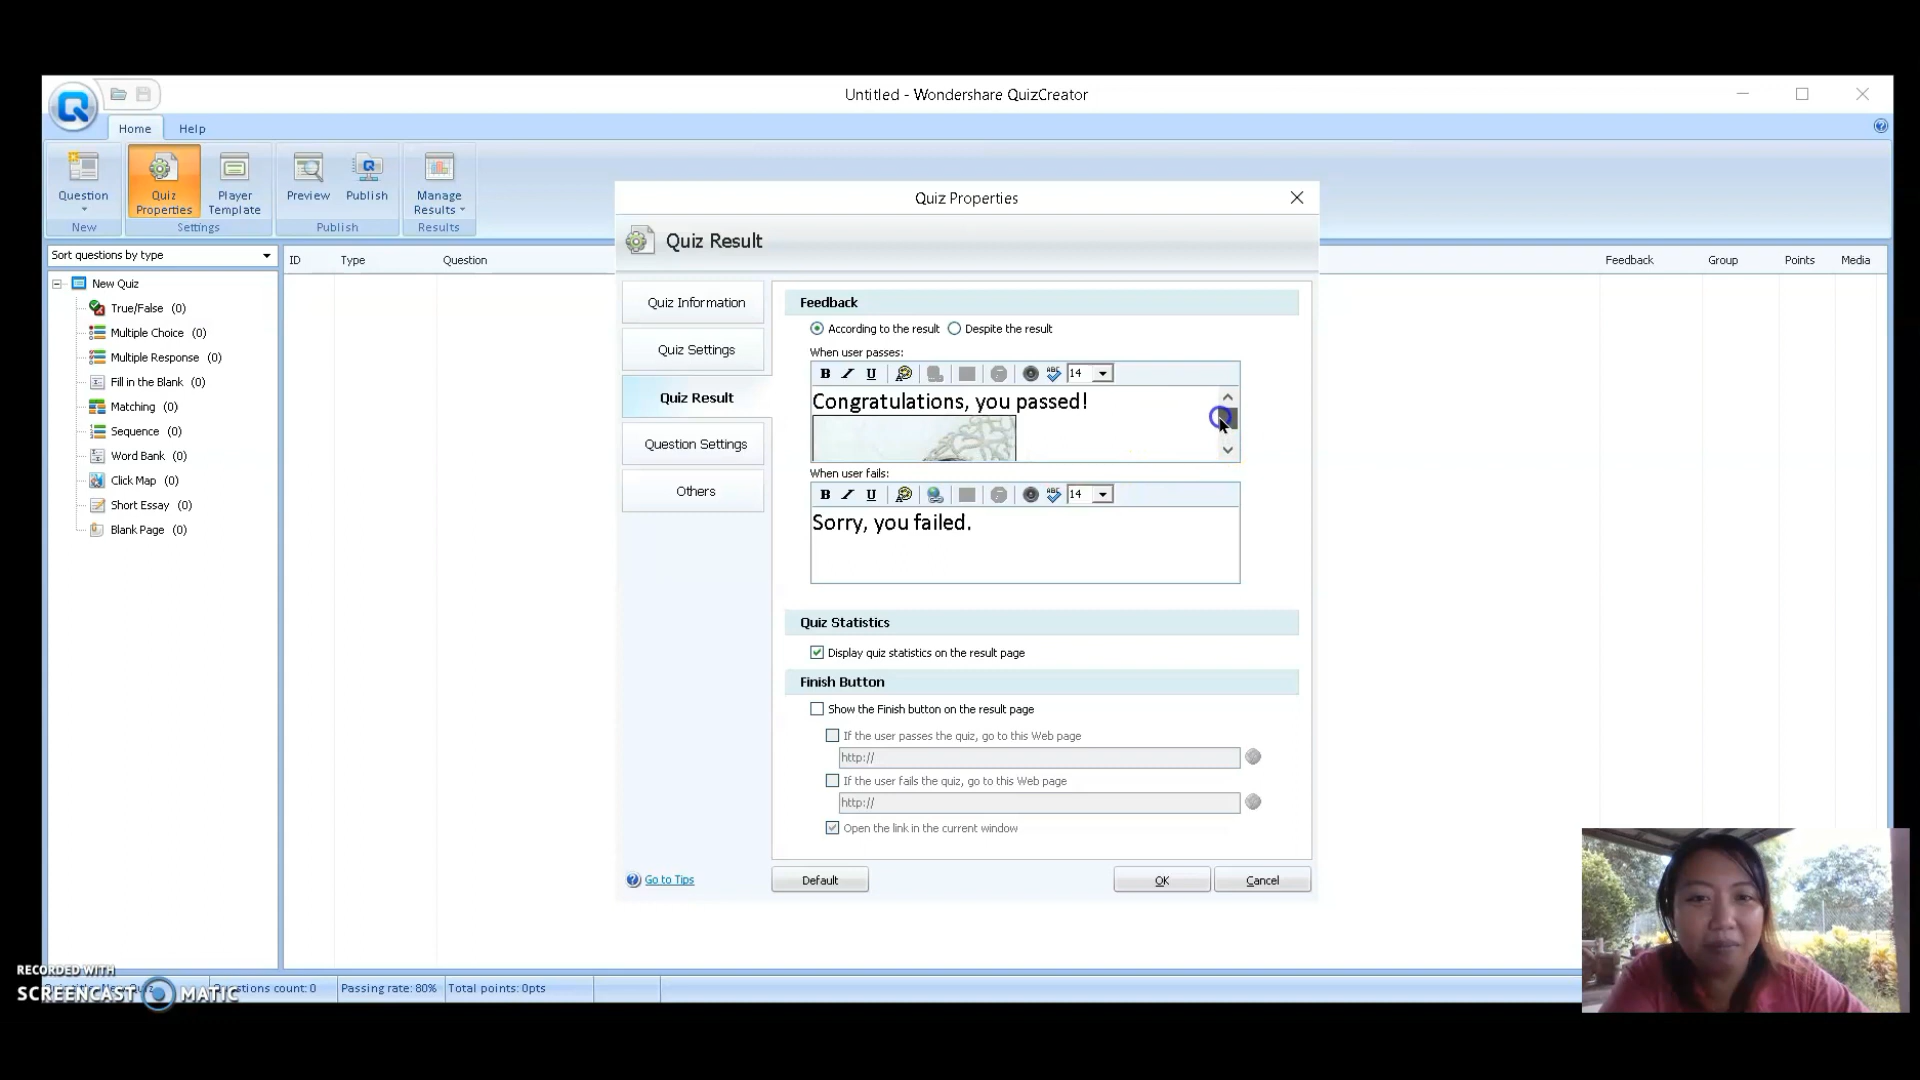 Untitled - Wondershare QuizCreator
Home Help
Question
Quiz Properties
Player Template
Preview
Publish
Manage Results
New
Settings
Publish
Results
Sort questions by type
ID Type Question Feedback Group Points Media
New Quiz
True/False (0)
Multiple Choice (0)
Multiple Response (0)
Fill in the Blank (0)
Matching (0)
Sequence (0)
Word Bank (0)
Click Map (0)
Short Essay (0)
Blank Page (0)
Quiz Properties
Quiz Result
Quiz Information
Quiz Settings
Quiz Result
Question Settings
Others
Feedback
According to the result Despite the result
When user passes:
B I U ABC 14
Congratulations, you passed!
When user fails:
B I U ABC 14
Sorry, you failed.
Quiz Statistics
Display quiz statistics on the result page
Finish Button
Show the Finish button on the result page
If the user passes the quiz, go to this Web page
http://
If the user fails the quiz, go to this Web page
http://
Open the link in the current window
Go to Tips
Default OK Cancel
RECORDED WITH
SCREENCAST MATIC
Questions count: 0 Passing rate: 80% Total points: 0pts